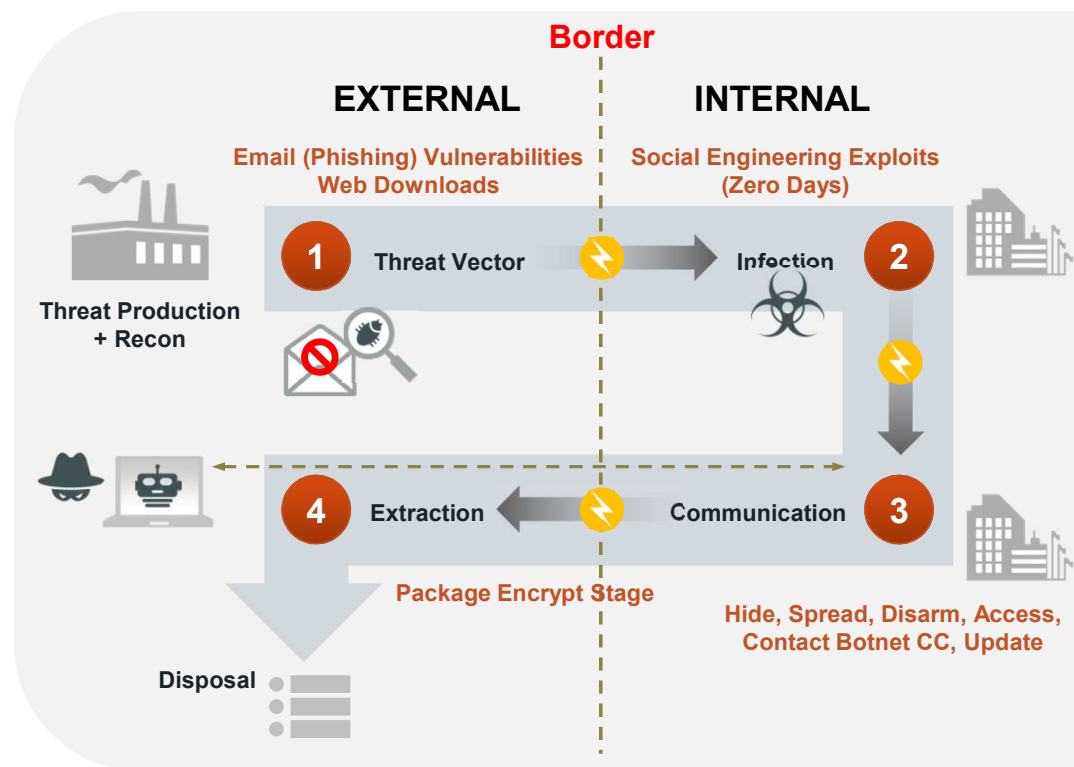 Border
EXTERNAL
INTERNAL
Email (Phishing) Vulnerabilities
Web Downloads
Social Engineering Exploits
(Zero Days)
1
Threat Vector
Infection
2
Threat Production
+ Recon
4
Extraction
Communication
3
Package Encrypt Stage
Hide, Spread, Disarm, Access,
Contact Botnet CC, Update
Disposal